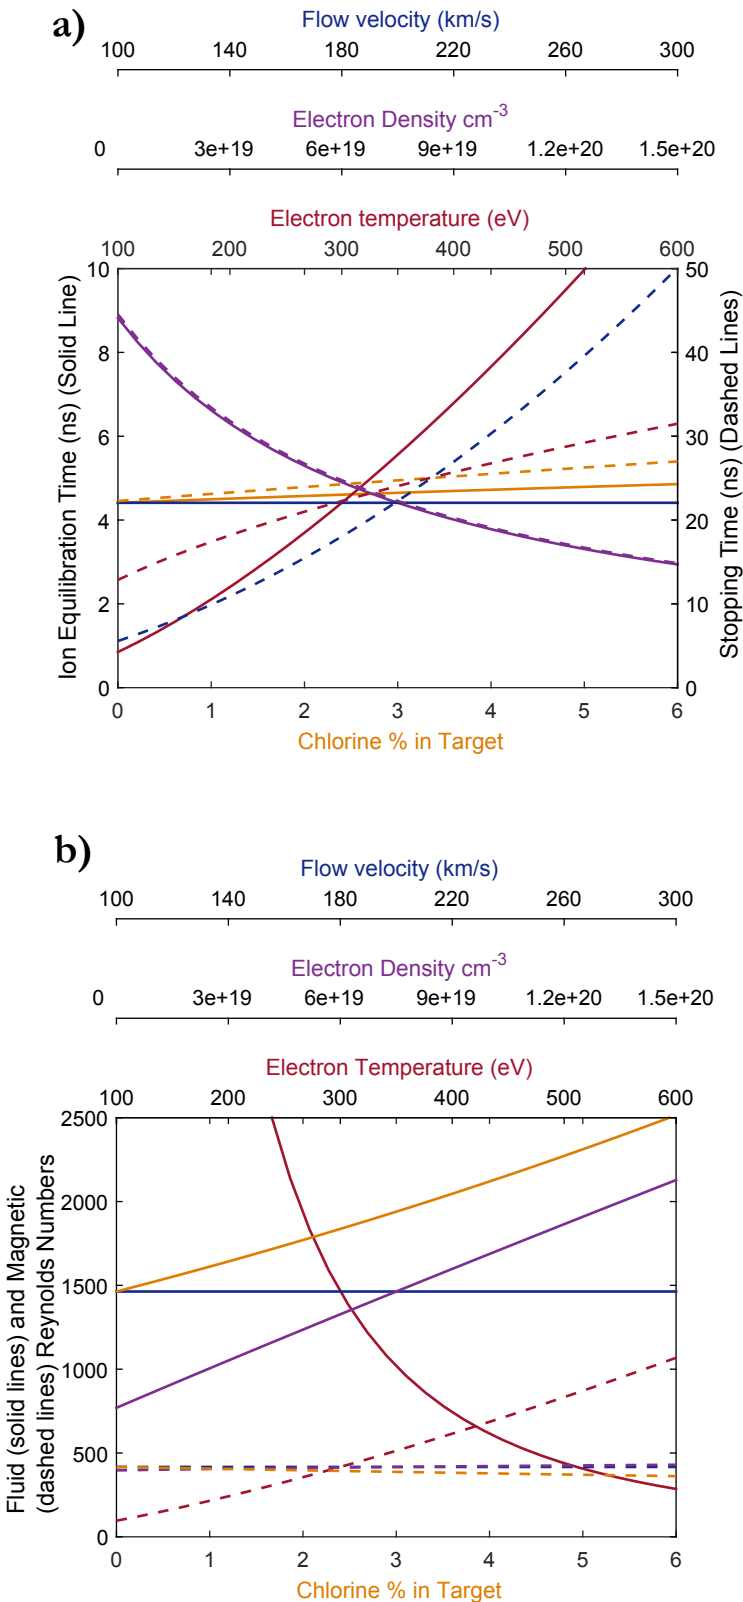 a)
Flow velocity (km/s)
100 140 180 220 260 300
Electron Density cm-3
0 3e+19 6e+19 9e+19 1.2e+20 1.5e+20
Electron temperature (eV)
100 200 300 400 500 600
10 8 6 4 2 0
Ion Equilibration Time (ns) (Solid Line)
50 40 30 20 10 0
Stopping Time (ns) (Dashed Lines)
0 1 2 3 4 5 6
Chlorine % in Target
b)
Flow velocity (km/s)
100 140 180 220 260 300
Electron Density cm-3
0 3e+19 6e+19 9e+19 1.2e+20 1.5e+20
Electron Temperature (eV)
100 200 300 400 500 600
2500 2000 1500 1000 500 0
Fluid (solid lines) and Magnetic
(dashed lines) Reynolds Numbers
0 1 2 3 4 5 6
Chlorine % in Target